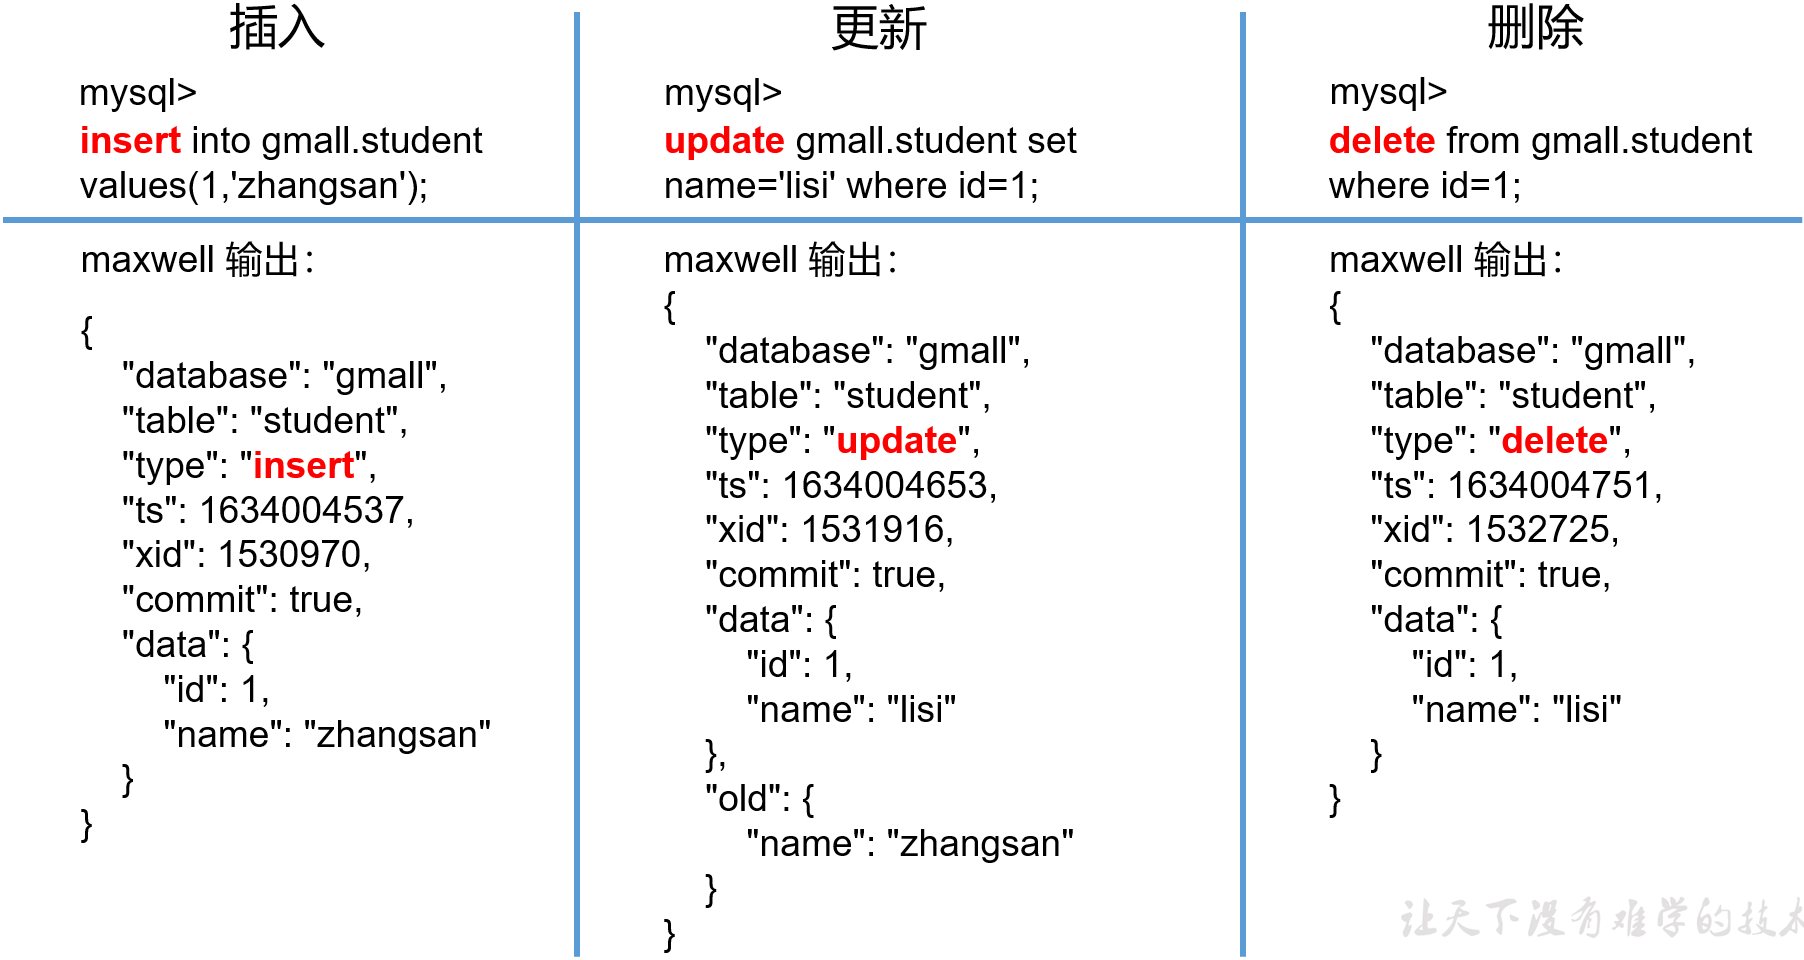 插入
mysql>
insert into gmall.student
values(1,'zhangsan');
maxwell 输出：
{
"database": "gmall",
"table": "student",
"type": "insert",
"ts": 1634004537,
"xid": 1530970,
"commit": true,
"data": {
"id": 1,
"name": "zhangsan"
}
}
更新
mysql>
update gmall.student set
name='lisi' where id=1;
maxwell 输出：
{
"database": "gmall",
"table": "student",
"type": "update",
"ts": 1634004653,
"xid": 1531916,
"commit": true,
"data": {
"id": 1,
"name": "lisi"
},
"old": {
"name": "zhangsan"
}
}
删除
mysql>
delete from gmall.student
where id=1;
maxwell 输出：
{
"database": "gmall",
"table": "student",
"type": "delete",
"ts": 1634004751,
"xid": 1532725,
"commit": true,
"data": {
"id": 1,
"name": "lisi"
}
}
让天下没有难学的技术